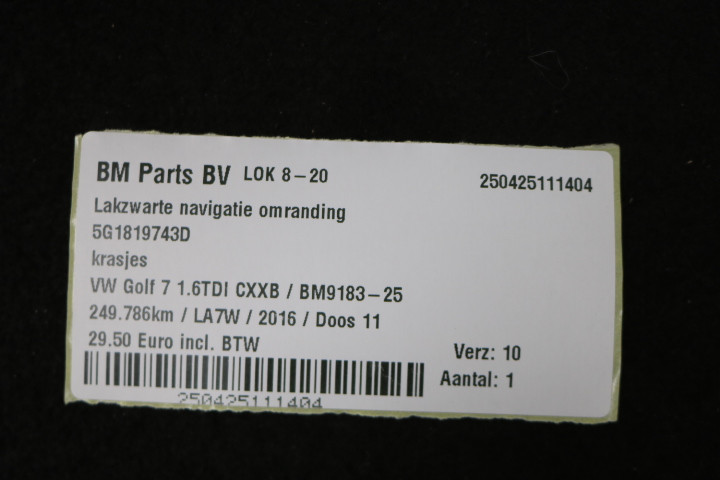 BM Parts BV LOK 8-20 250425111404
Lakzwarte navigatie omranding
5G1819743D
krasjes
VW Golf 7 1.6TDI CXXB / BM9183-25
249.786km / LA7W / 2016 / Doos 11
29.50 Euro incl. BTW
Verz: 10
Aantal: 1
250425111404